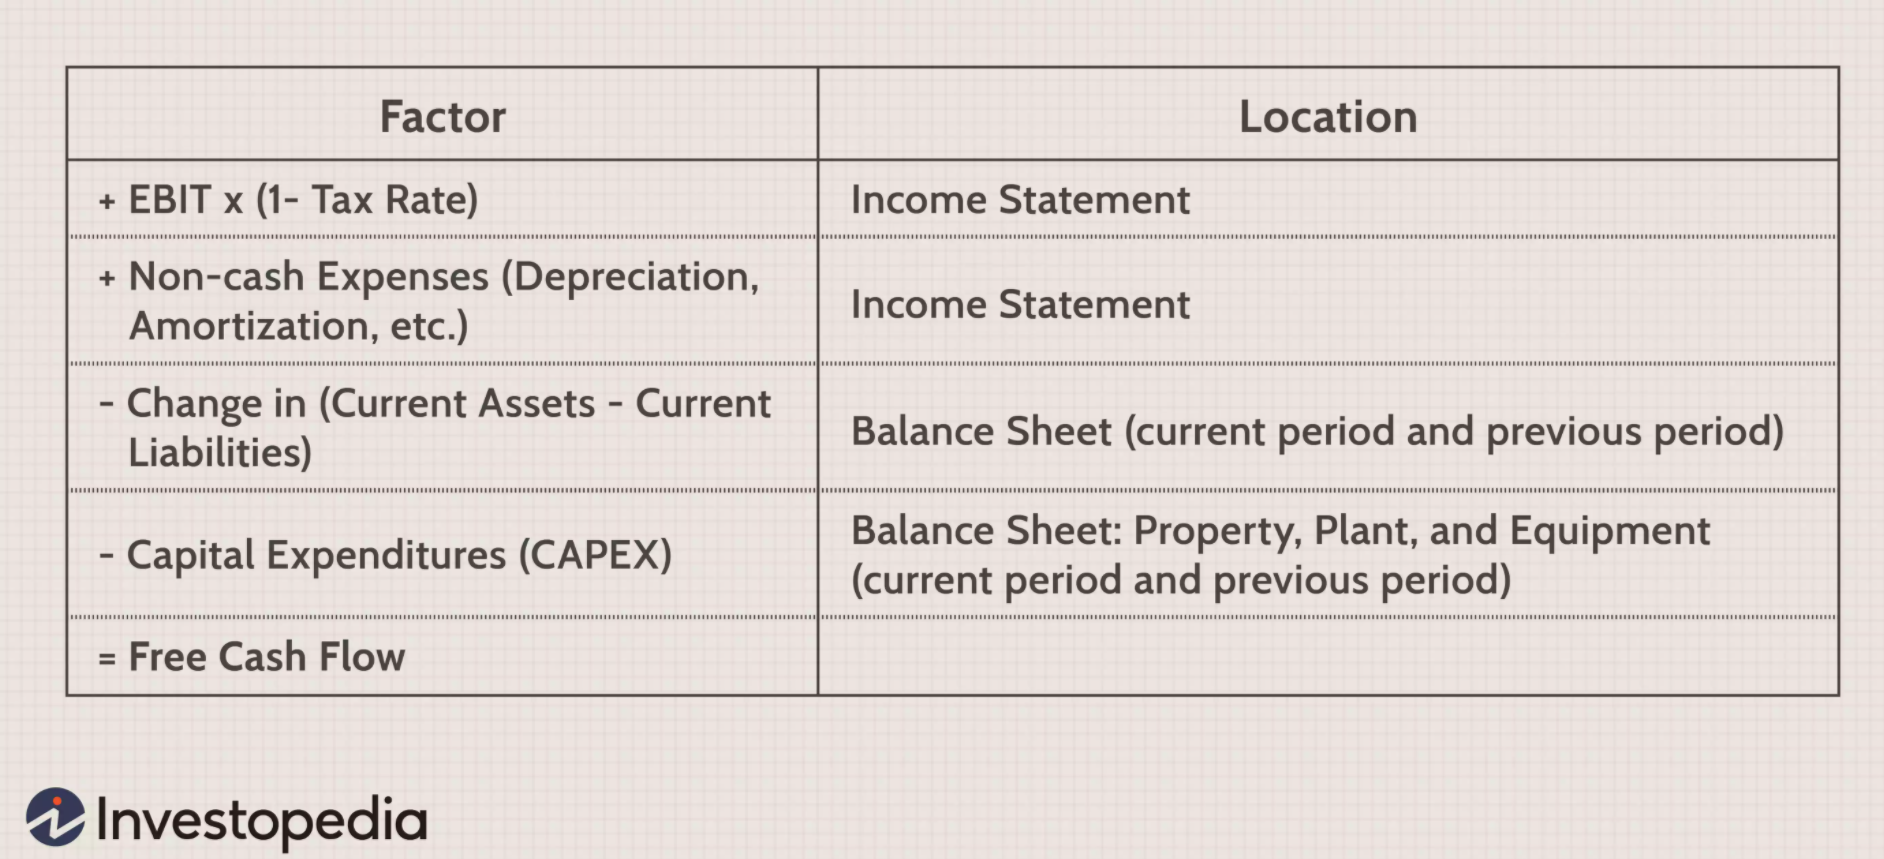 Factor
Location
+ EBIT x (1- Tax Rate)
Income Statement
+ Non-cash Expenses (Depreciation,
Amortization, etc.)
Income Statement
- Change in (Current Assets - Current
Liabilities)
Balance Sheet (current period and previous period)
- Capital Expenditures (CAPEX)
Balance Sheet: Property, Plant, and Equipment
(current period and previous period)
= Free Cash Flow
Investopedia